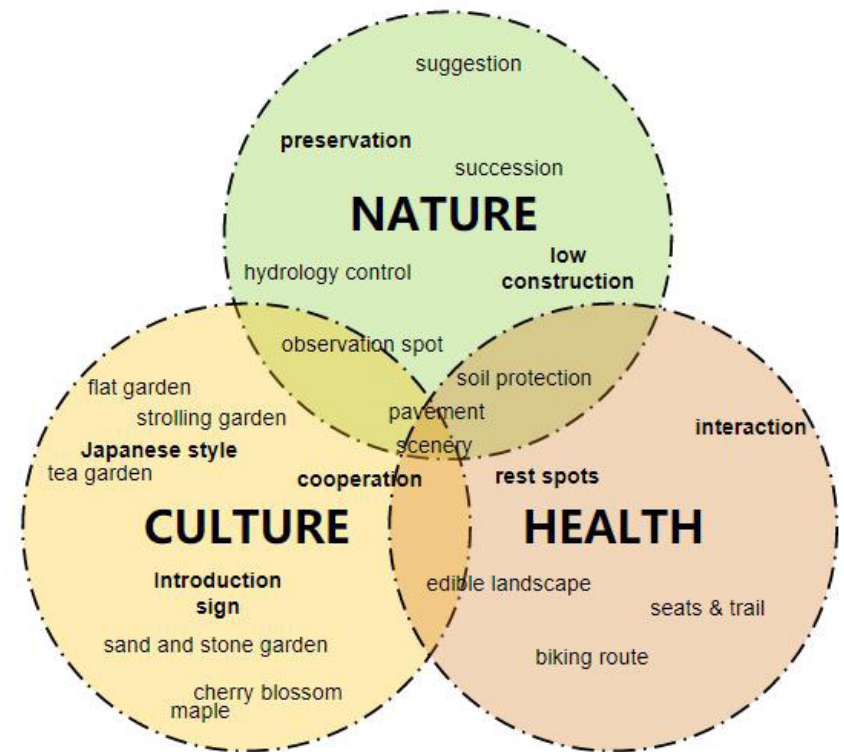 suggestion
preservation
succession
NATURE
low
construction
hydrology control
observation spot
soil protection
flat garden
pavement
strolling garden
interaction
scenery
Japanese style
tea garden
cooperation
rest spots
CULTURE
HEALTH
Introduction
sign
edible landscape
seats & trail
sand and stone garden
biking route
cherry blossom
maple